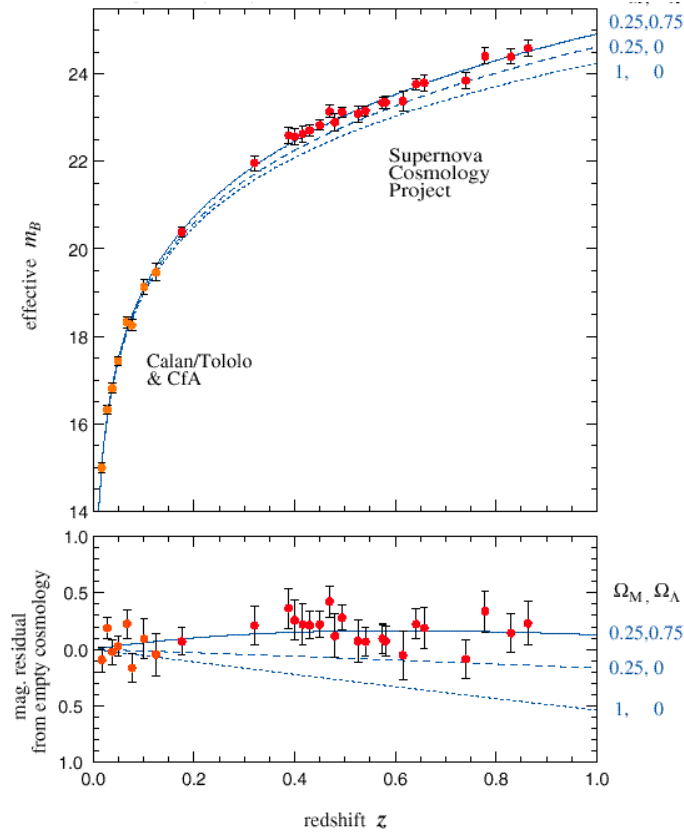 0.25,0.75
0.25, 0
1, 0
24
22
20
18
16
14
effective m_B
Supernova
Cosmology
Project
Calan/Tololo
& CfA
1.0
0.5
0.0
0.5
1.0
mag. residual
from empty cosmology
Ω_M, Ω_Λ
0.25,0.75
0.25, 0
1, 0
0.0 0.2 0.4 0.6 0.8 1.0
redshift z